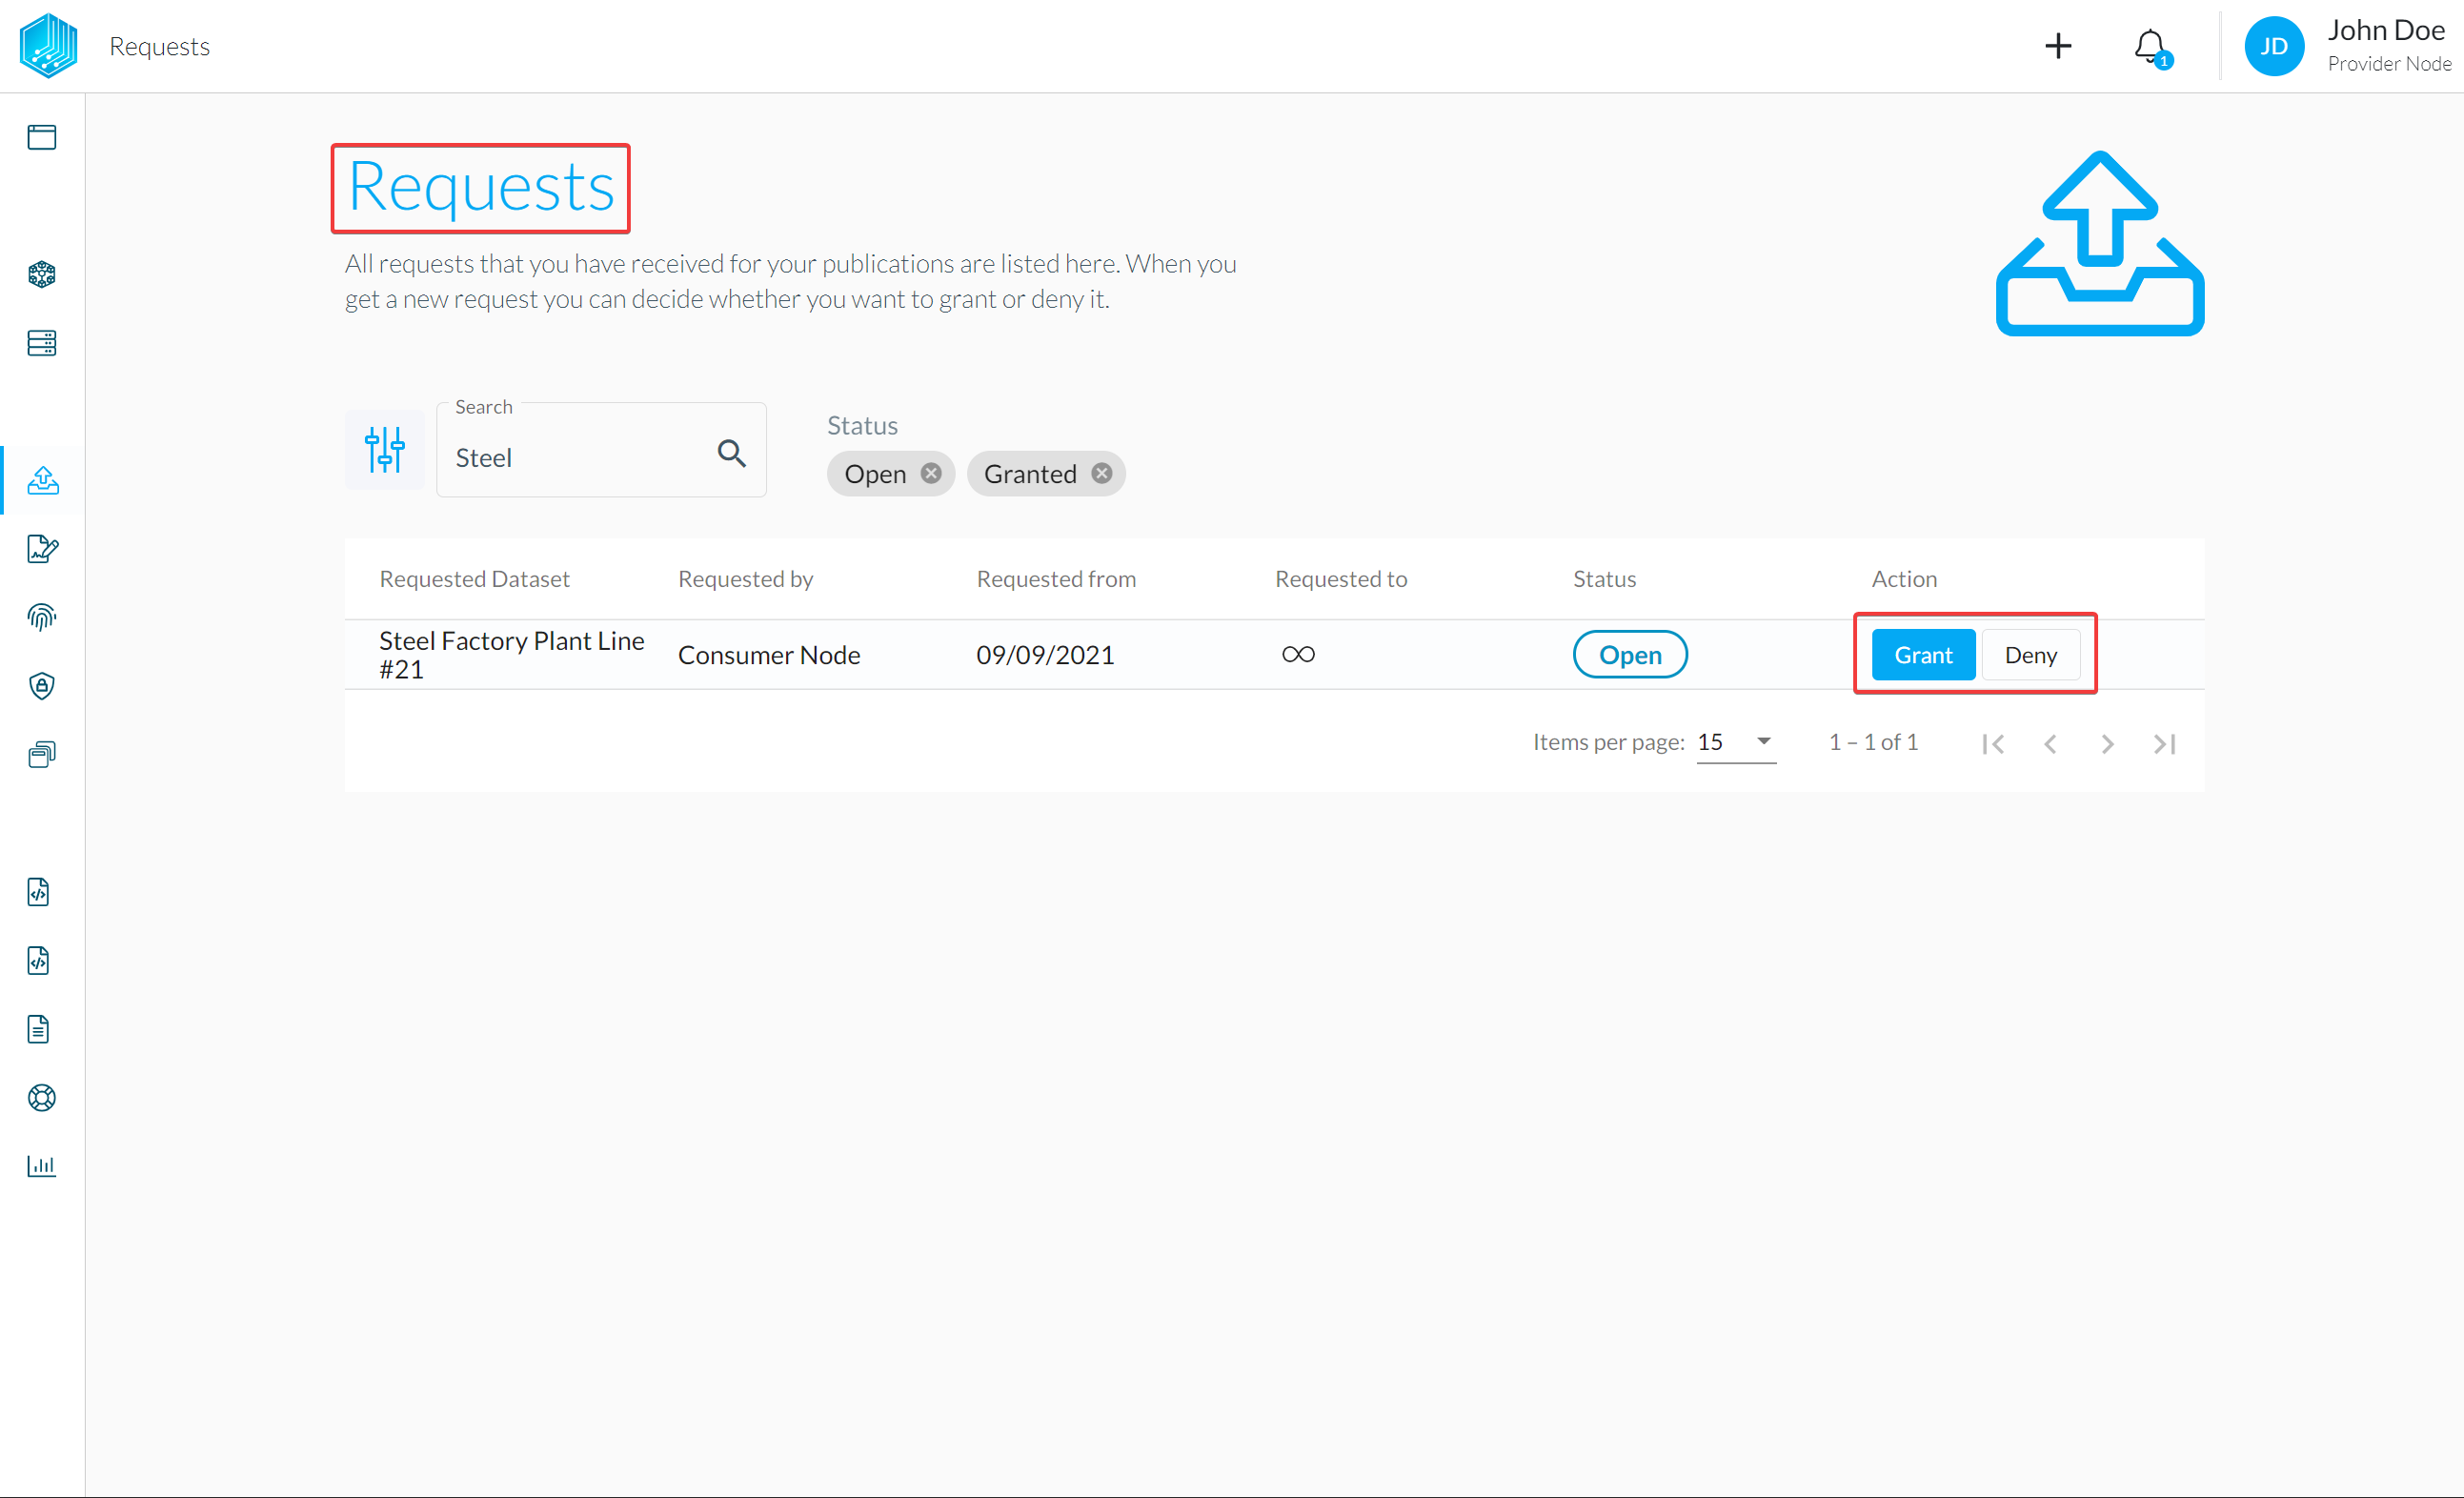 Requests
1
JD
John Doe
Provider Node
Requests
All requests that you have received for your publications are listed here. When you
get a new request you can decide whether you want to grant or deny it.
Search
Steel
Status
Open
Granted
Requested Dataset
Requested by
Requested from
Requested to
Status
Action
Steel Factory Plant Line
#21
Consumer Node
09/09/2021
∞
Open
Grant
Deny
Items per page: 15
1 – 1 of 1